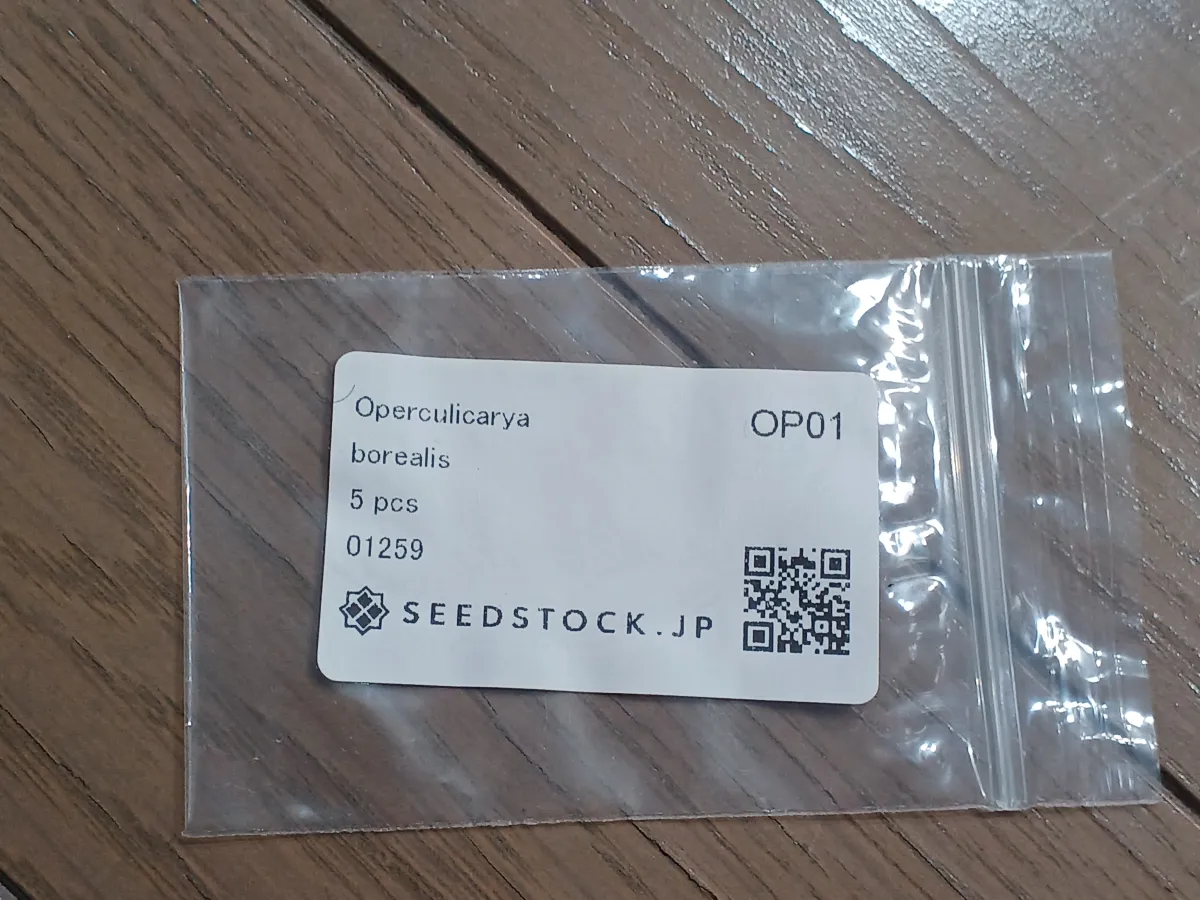 Operculicarya
borealis
5 pcs
01259
SEEDSTOCK.JP
OP01